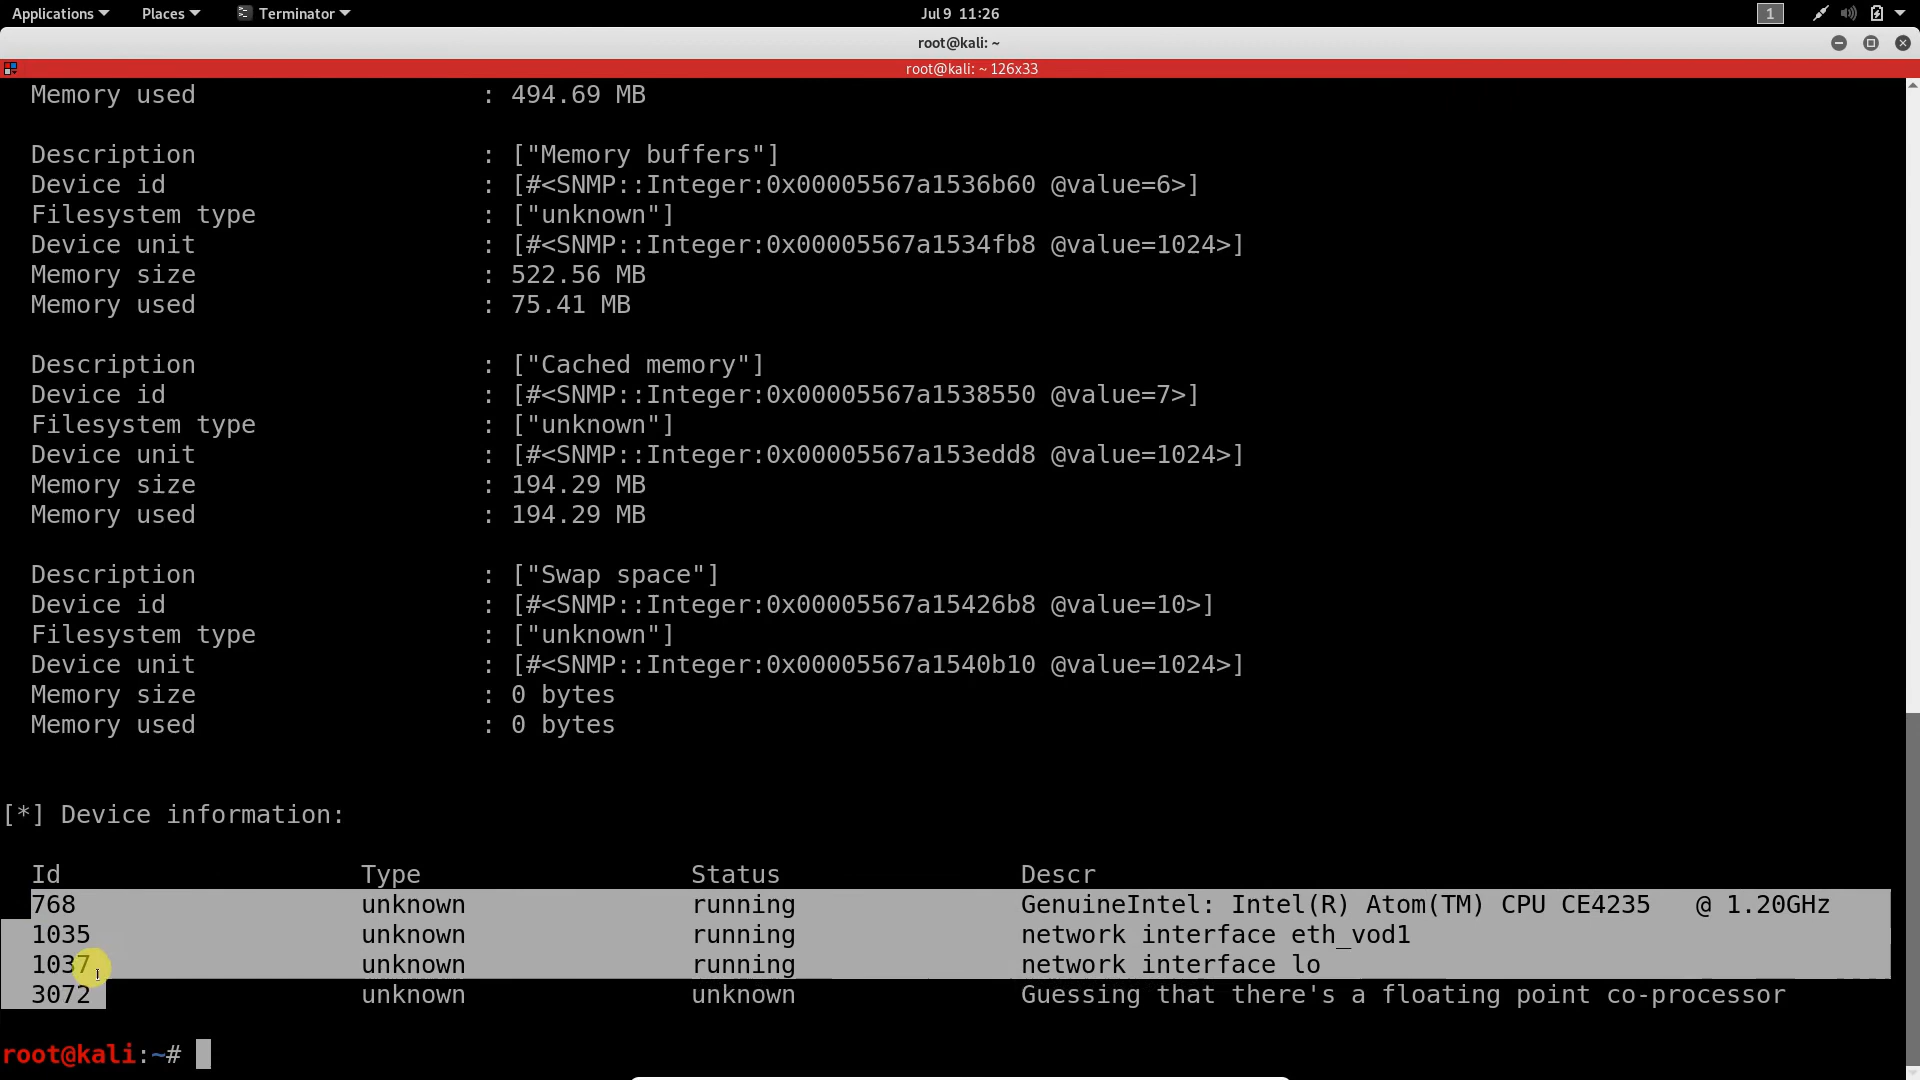 Applications Places Terminator Jul 9 11:26 1
root@kali: ~
root@kali: ~ 126x33
Memory used : 494.69 MB
Description : ["Memory buffers"]
Device id : [#<SNMP::Integer:0x00005567a1536b60 @value=6>]
Filesystem type : ["unknown"]
Device unit : [#<SNMP::Integer:0x00005567a1534fb8 @value=1024>]
Memory size : 522.56 MB
Memory used : 75.41 MB
Description : ["Cached memory"]
Device id : [#<SNMP::Integer:0x00005567a1538550 @value=7>]
Filesystem type : ["unknown"]
Device unit : [#<SNMP::Integer:0x00005567a153edd8 @value=1024>]
Memory size : 194.29 MB
Memory used : 194.29 MB
Description : ["Swap space"]
Device id : [#<SNMP::Integer:0x00005567a15426b8 @value=10>]
Filesystem type : ["unknown"]
Device unit : [#<SNMP::Integer:0x00005567a1540b10 @value=1024>]
Memory size : 0 bytes
Memory used : 0 bytes
[*] Device information:
Id Type Status Descr
768 unknown running GenuineIntel: Intel(R) Atom(TM) CPU CE4235 @ 1.20GHz
1035 unknown running network interface eth_vod1
1037 unknown running network interface lo
3072 unknown unknown Guessing that there's a floating point co-processor
root@kali:~#